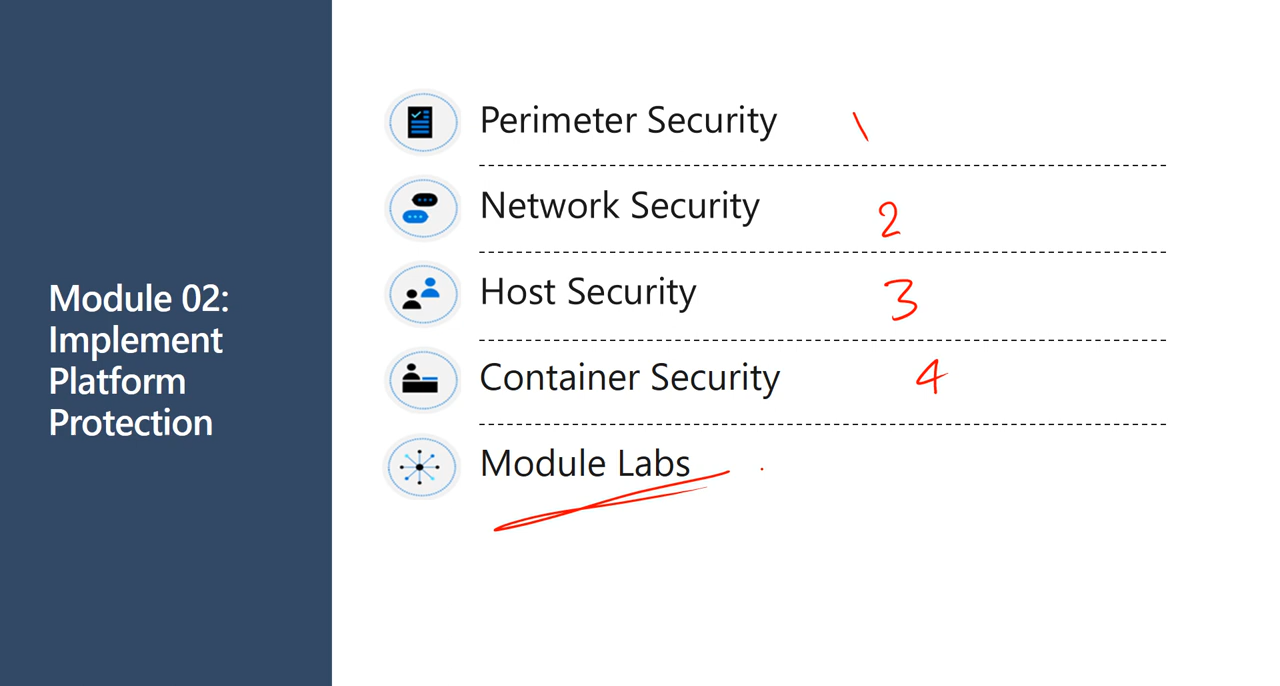 Module 02:
Implement
Platform
Protection
Perimeter Security 1
Network Security 2
Host Security 3
Container Security 4
Module Labs